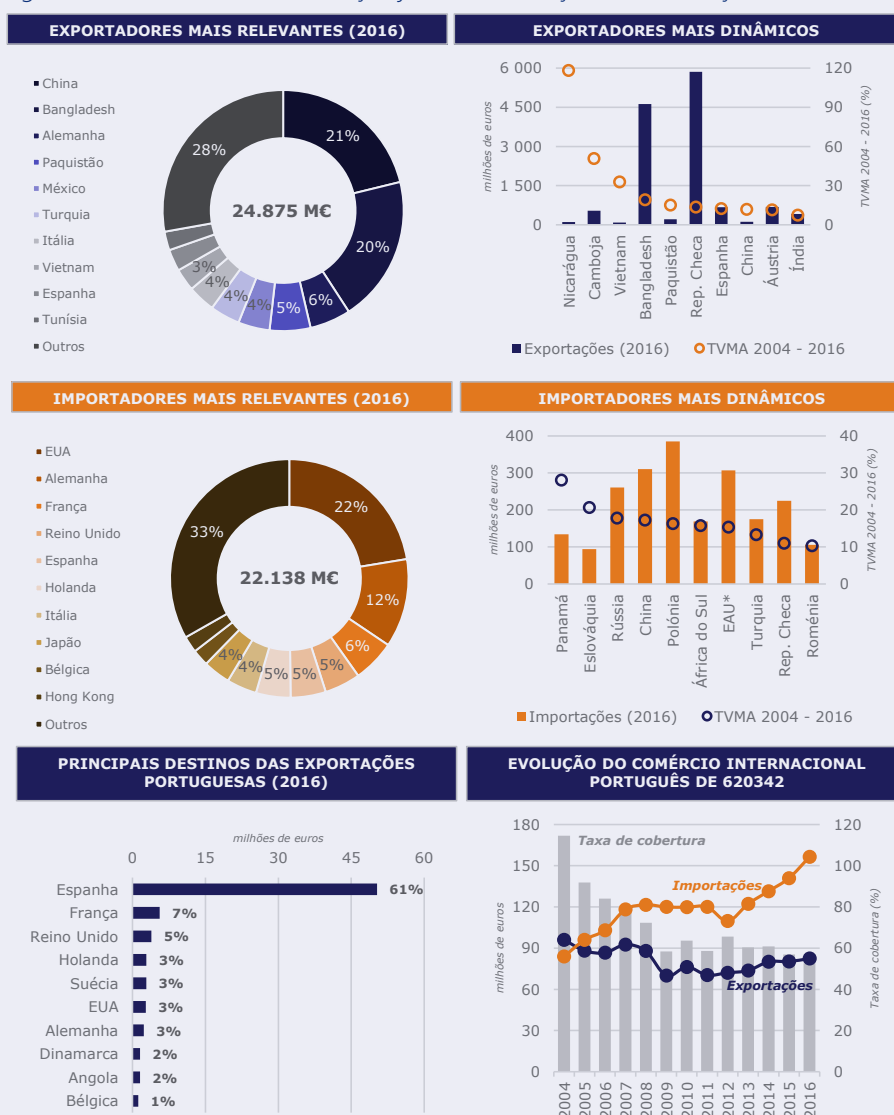 EXPORTADORES MAIS RELEVANTES (2016)
China
Bangladesh
Alemanha
Paquistão
México
Turquia
Itália
Vietnam
Espanha
Tunísia
Outros
21%
20%
6%
5%
4%
4%
4%
3%
28%
24.875 M€
EXPORTADORES MAIS DINÂMICOS
milhões de euros
6 000
4 500
3 000
1 500
0
120
90
60
30
0
TVMA 2004 - 2016 (%)
Nicarágua
Camboja
Vietnam
Bangladesh
Paquistão
Rep. Checa
Espanha
China
Áustria
Índia
Exportações (2016)
TVMA 2004 - 2016
IMPORTADORES MAIS RELEVANTES (2016)
EUA
Alemanha
França
Reino Unido
Espanha
Holanda
Itália
Japão
Bélgica
Hong Kong
Outros
22%
12%
6%
5%
5%
5%
4%
4%
33%
22.138 M€
IMPORTADORES MAIS DINÂMICOS
milhões de euros
400
300
200
100
0
40
30
20
10
0
TVMA 2004 - 2016 (%)
Panamá
Eslováquia
Rússia
China
Polónia
África do Sul
EAU*
Turquia
Rep. Checa
Roménia
Importações (2016)
TVMA 2004 - 2016
PRINCIPAIS DESTINOS DAS EXPORTAÇÕES
PORTUGUESAS (2016)
milhões de euros
0 15 30 45 60
Espanha 61%
França 7%
Reino Unido 5%
Holanda 3%
Suécia 3%
EUA 3%
Alemanha 3%
Dinamarca 2%
Angola 2%
Bélgica 1%
EVOLUÇÃO DO COMÉRCIO INTERNACIONAL
PORTUGUÊS DE 620342
milhões de euros
180
150
120
90
60
30
0
120
100
80
60
40
20
0
Taxa de cobertura (%)
Taxa de cobertura
Importações
Exportações
2004
2005
2006
2007
2008
2009
2010
2011
2012
2013
2014
2015
2016